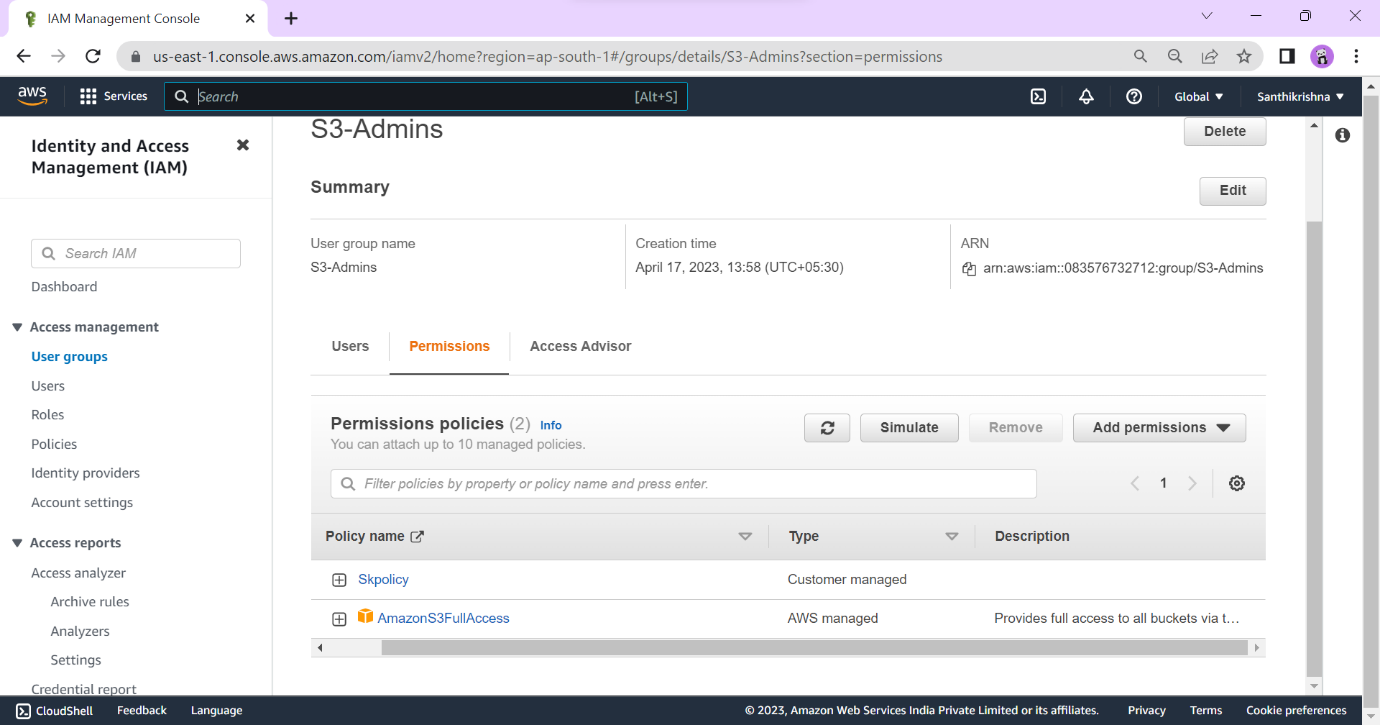 IAM Management Console
us-east-1.console.aws.amazon.com/iamv2/home?region=ap-south-1#/groups/details/S3-Admins?section=permissions
aws
Services
Search
[Alt+S]
Global
Santhikrishna
Identity and Access
Management (IAM)
Search IAM
Dashboard
Access management
User groups
Users
Roles
Policies
Identity providers
Account settings
Access reports
Access analyzer
Archive rules
Analyzers
Settings
Credential report
S3-Admins
Delete
Summary
Edit
User group name
S3-Admins
Creation time
April 17, 2023, 13:58 (UTC+05:30)
ARN
arn:aws:iam::083576732712:group/S3-Admins
Users
Permissions
Access Advisor
Permissions policies (2) Info
You can attach up to 10 managed policies.
Simulate
Remove
Add permissions
Filter policies by property or policy name and press enter.
1
Policy name
Type
Description
Skpolicy
Customer managed
AmazonS3FullAccess
AWS managed
Provides full access to all buckets via t...
CloudShell
Feedback
Language
© 2023, Amazon Web Services India Private Limited or its affiliates.
Privacy
Terms
Cookie preferences